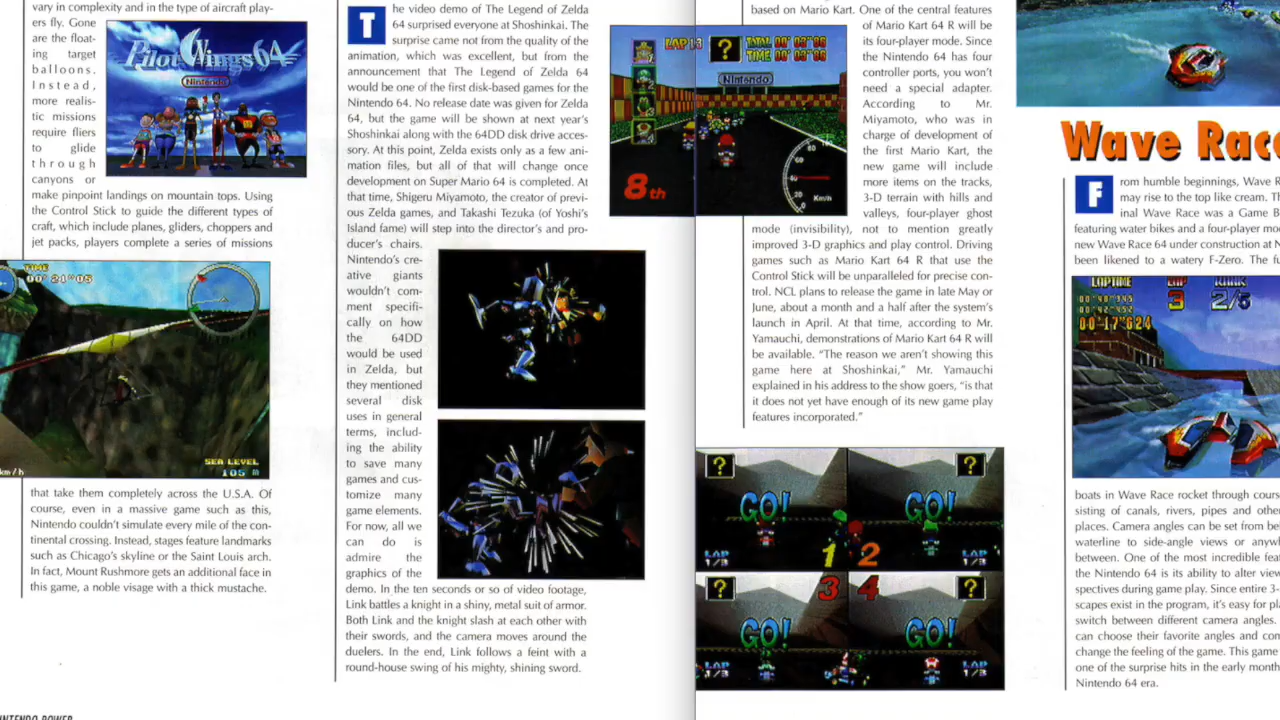 vary in complexity and in the type of aircraft play-
ers fly. Gone
are the float-
ing target
balloons.
Instead,
more realis-
tic missions
require fliers
to glide
through
canyons or
make pinpoint landings on mountain tops. Using
the Control Stick to guide the different types of
craft, which include planes, gliders, choppers and
jet packs, players complete a series of missions
PilotWings64
Nintendo
TIME
00'24"05
SEA LEVEL
105 M
km/h
that take them completely across the U.S.A. Of
course, even in a massive game such as this,
Nintendo couldn't simulate every mile of the con-
tinental crossing. Instead, stages feature landmarks
such as Chicago's skyline or the Saint Louis arch.
In fact, Mount Rushmore gets an additional face in
this game, a noble visage with a thick mustache.
NINTENDO POWER
The video demo of The Legend of Zelda
64 surprised everyone at Shoshinkai. The
surprise came not from the quality of the
animation, which was excellent, but from the
announcement that The Legend of Zelda 64
would be one of the first disk-based games for the
Nintendo 64. No release date was given for Zelda
64, but the game will be shown at next year's
Shoshinkai along with the 64DD disk drive acces-
sory. At this point, Zelda exists only as a few ani-
mation files, but all of that will change once
development on Super Mario 64 is completed. At
that time, Shigeru Miyamoto, the creator of previ-
ous Zelda games, and Takashi Tezuka (of Yoshi's
Island fame) will step into the director's and pro-
ducer's chairs.
Nintendo's cre-
ative giants
wouldn't com-
ment specifi-
cally on how
the 64DD
would be used
in Zelda, but
they mentioned
several disk
uses in general
terms, includ-
ing the ability
to save many
games and cus-
tomize many
game elements.
For now, all we
can do is
admire the
graphics of the
demo. In the ten seconds or so of video footage,
Link battles a knight in a shiny, metal suit of armor.
Both Link and the knight slash at each other with
their swords, and the camera moves around the
duelers. In the end, Link follows a feint with a
round-house swing of his mighty, shining sword.
based on Mario Kart. One of the central features
of Mario Kart 64 R will be
its four-player mode. Since
the Nintendo 64 has four
controller ports, you won't
need a special adapter.
According to Mr.
Miyamoto, who was in
charge of development of
the first Mario Kart, the
new game will include
more items on the tracks,
3-D terrain with hills and
valleys, four-player ghost
mode (invisibility), not to mention greatly
improved 3-D graphics and play control. Driving
games such as Mario Kart 64 R that use the
Control Stick will be unparalleled for precise con-
trol. NCL plans to release the game in late May or
June, about a month and a half after the system's
launch in April. At that time, according to Mr.
Yamauchi, demonstrations of Mario Kart 64 R will
be available. "The reason we aren't showing this
game here at Shoshinkai," Mr. Yamauchi
explained in his address to the show goers, "is that
it does not yet have enough of its new game play
features incorporated."
LAP
?
TOTAL
TIME
Nintendo
8th
Km/h
? ?
GO! GO!
1 2
LAP 1/3 LAP 1/3
3 4
? ?
GO! GO!
LAP 1/3 LAP 1/3
Wave Race
From humble beginnings, Wave R
may rise to the top like cream. Th
inal Wave Race was a Game B
featuring water bikes and a four-player mo
new Wave Race 64 under construction at N
been likened to a watery F-Zero. The fu
LAPTIME LAP RANK
3 2/6
00'17"624
boats in Wave Race rocket through cours
sisting of canals, rivers, pipes and othe
places. Camera angles can be set from be
waterline to side-angle views or anywh
between. One of the most incredible fea
the Nintendo 64 is its ability to alter view
spectives during game play. Since entire 3-
scapes exist in the program, it's easy for pl
switch between different camera angles.
can choose their favorite angles and con
change the feeling of the game. This game
one of the surprise hits in the early month
Nintendo 64 era.